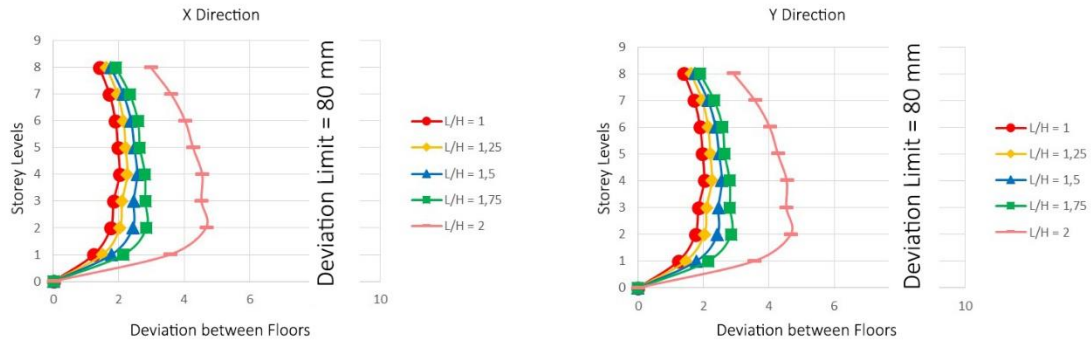 X Direction
9
8
7
6
5
4
3
2
1
0
Storey Levels
0 2 4 6 10
Deviation between Floors
Deviation Limit = 80 mm
L/H = 1
L/H = 1,25
L/H = 1,5
L/H = 1,75
L/H = 2
Y Direction
9
8
7
6
5
4
3
2
1
0
Storey Levels
0 2 4 6 10
Deviation between Floors
Deviation Limit = 80 mm
L/H = 1
L/H = 1,25
L/H = 1,5
L/H = 1,75
L/H = 2